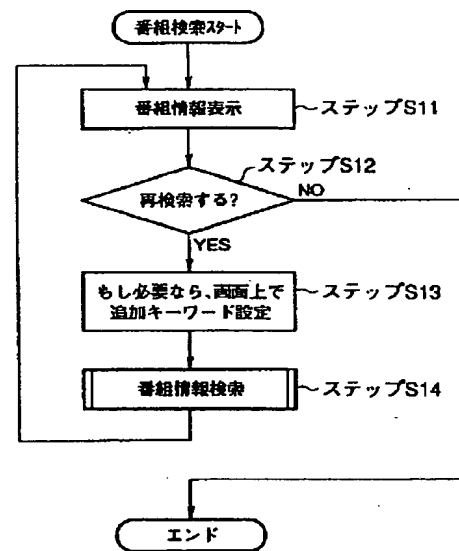 番組検索スタート
番組情報表示
ステップS11
ステップS12
再検索する?
NO
YES
もし必要なら、画面上で
追加キーワード設定
ステップS13
番組情報検索
ステップS14
エンド